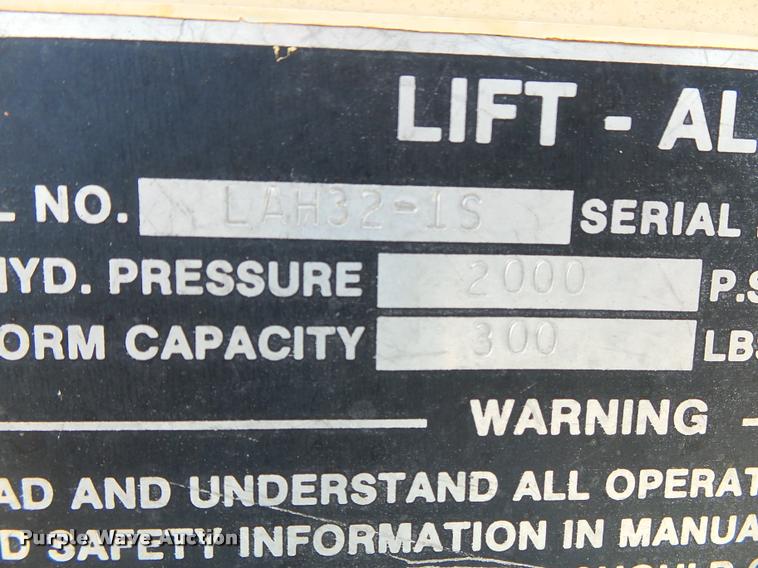 LIFT - AL
L NO. LAH32-1S SERIAL
HYD. PRESSURE 2000 P.S
ORM CAPACITY 300 LBS
WARNING
AD AND UNDERSTAND ALL OPERAT
D SAFETY INFORMATION IN MANUA
Purple Wave Auction